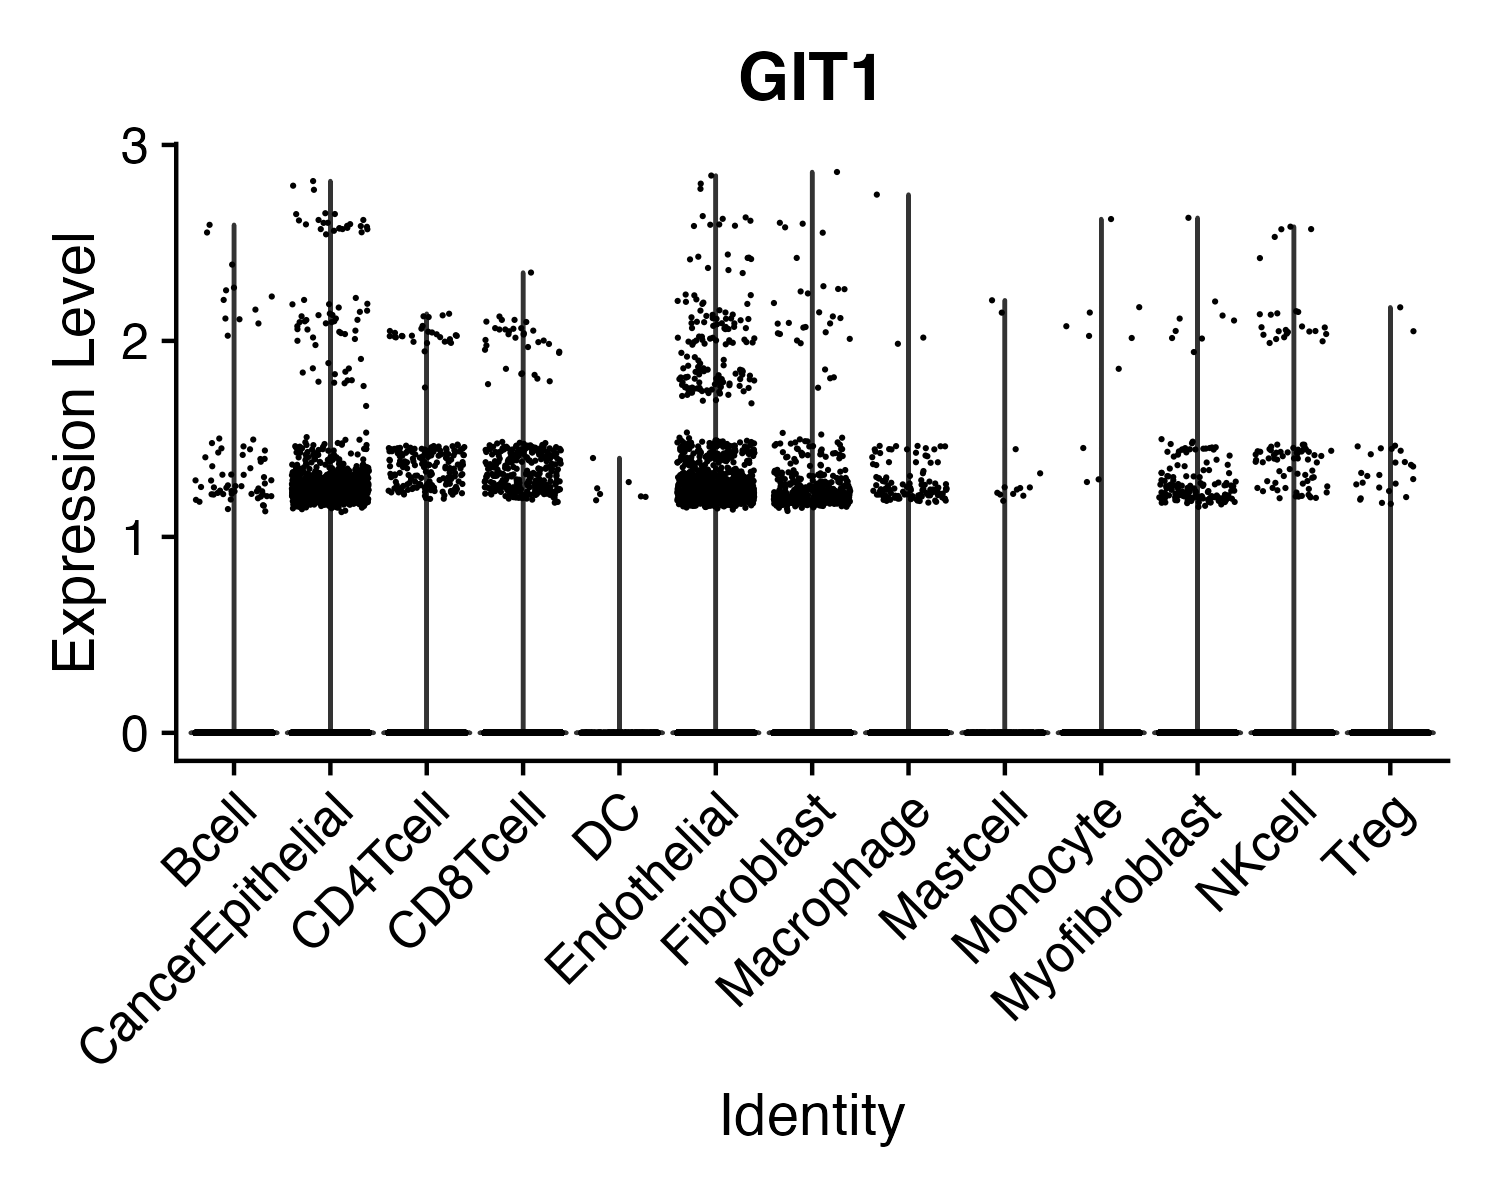 GIT1
Expression Level
3
2
1
0
Bcell
CancerEpithelial
CD4Tcell
CD8Tcell
DC
Endothelial
Fibroblast
Macrophage
Mastcell
Monocyte
Myofibroblast
NKcell
Treg
Identity